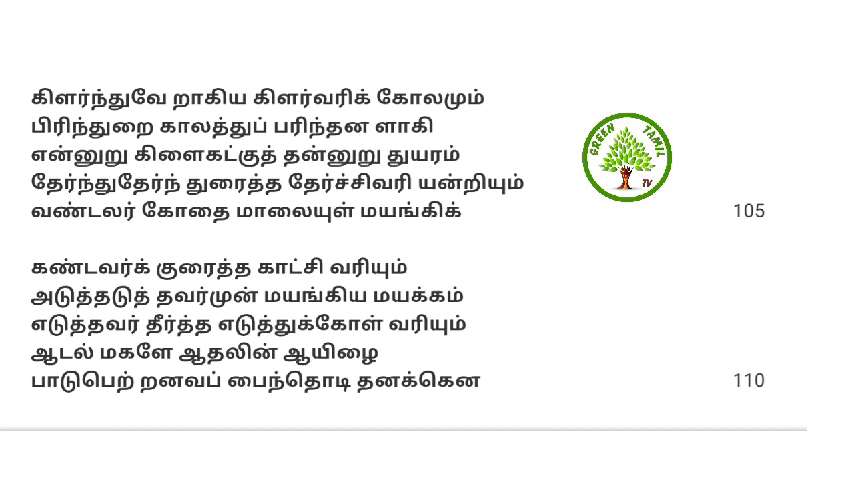 கிளர்ந்துவே றாகிய கிளர்வரிக் கோலமும்
பிரிந்துறை காலத்துப் பரிந்தன ளாகி
என்னுறு கிளைகட்குத் தன்னுறு துயரம்
தேர்ந்துதேர்ந் துரைத்த தேர்ச்சிவரி யன்றியும்
வண்டலர் கோதை மாலையுள் மயங்கிக் 105
கண்டவர்க் குரைத்த காட்சி வரியும்
அடுத்தடுத் தவர்முன் மயங்கிய மயக்கம்
எடுத்தவர் தீர்த்த எடுத்துக்கோள் வரியும்
ஆடல் மகளே ஆதலின் ஆயிழை
பாடுபெற் றனவப் பைந்தொடி தனக்கென 110
GREEN TAMIL
TV